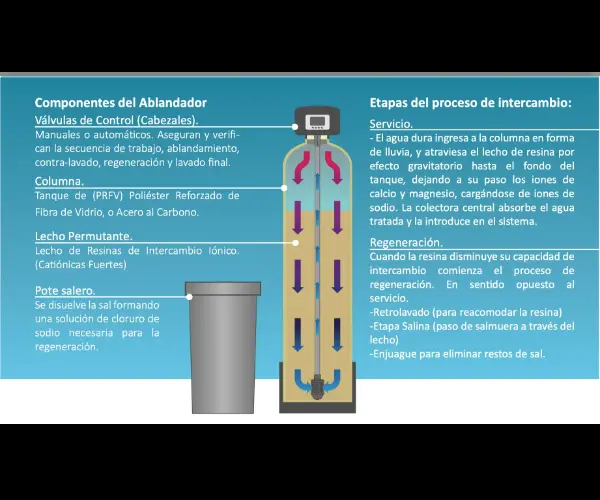 Componentes del Ablandador
Válvulas de Control (Cabezales).
Manuales o automáticos. Aseguran y verifi-
can la secuencia de trabajo, ablandamiento,
contra-lavado, regeneración y lavado final.
Columna.
Tanque de (PRFV) Poliéster Reforzado de
Fibra de Vidrio, o Acero al Carbono.
Lecho Permutante.
Lecho de Resinas de Intercambio Iónico.
(Catiónicas Fuertes)
Pote salero.
Se disuelve la sal formando
una solución de cloruro de
sodio necesaria para la
regeneración.
Etapas del proceso de intercambio:
Servicio.
- El agua dura ingresa a la columna en forma
de lluvia, y atraviesa el lecho de resina por
efecto gravitatorio hasta el fondo del
tanque, dejando a su paso los iones de
calcio y magnesio, cargándose de iones de
sodio. La colectora central absorbe el agua
tratada y la introduce en el sistema.
Regeneración.
Cuando la resina disminuye su capacidad de
intercambio comienza el proceso de
regeneración. En sentido opuesto al
servicio.
-Retrolavado (para reacomodar la resina)
-Etapa Salina (paso de salmuera a través del
lecho)
-Enjuague para eliminar restos de sal.